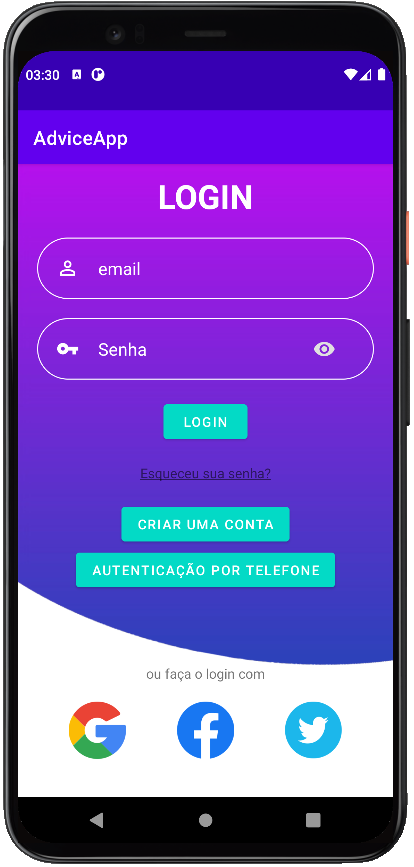 03:30
AdviceApp
LOGIN
email
Senha
LOGIN
Esqueceu sua senha?
CRIAR UMA CONTA
AUTENTICAÇÃO POR TELEFONE
ou faça o login com